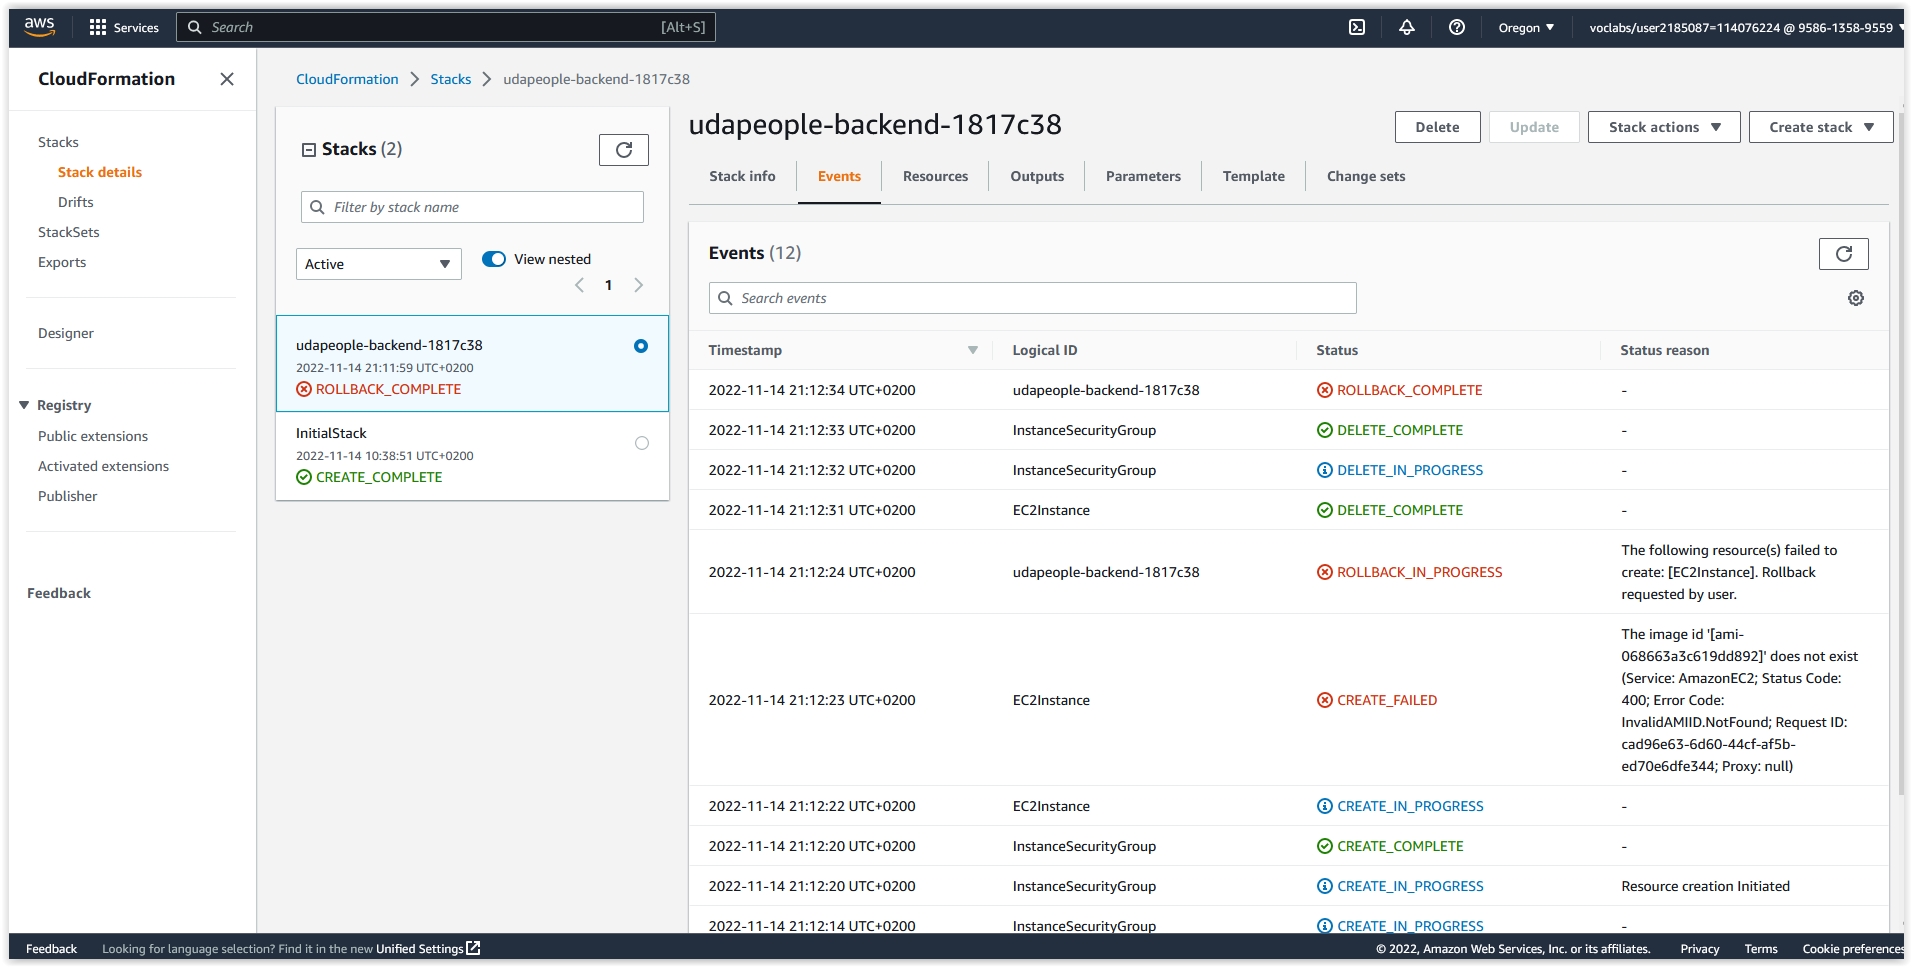 aws
Services
Search [Alt+S]
Oregon
voclabs/user2185087=114076224 @ 9586-1358-9559
CloudFormation
Stacks
Stack details
Drifts
StackSets
Exports
Designer
Registry
Public extensions
Activated extensions
Publisher
Feedback
CloudFormation > Stacks > udapeople-backend-1817c38
Stacks (2)
Filter by stack name
Active
View nested
1
udapeople-backend-1817c38
2022-11-14 21:11:59 UTC+0200
ROLLBACK_COMPLETE
InitialStack
2022-11-14 10:38:51 UTC+0200
CREATE_COMPLETE
udapeople-backend-1817c38
Delete Update Stack actions Create stack
Stack info Events Resources Outputs Parameters Template Change sets
Events (12)
Search events
Timestamp Logical ID Status Status reason
2022-11-14 21:12:34 UTC+0200 udapeople-backend-1817c38 ROLLBACK_COMPLETE -
2022-11-14 21:12:33 UTC+0200 InstanceSecurityGroup DELETE_COMPLETE -
2022-11-14 21:12:32 UTC+0200 InstanceSecurityGroup DELETE_IN_PROGRESS -
2022-11-14 21:12:31 UTC+0200 EC2Instance DELETE_COMPLETE -
2022-11-14 21:12:24 UTC+0200 udapeople-backend-1817c38 ROLLBACK_IN_PROGRESS
The following resource(s) failed to
create: [EC2Instance]. Rollback
requested by user.
2022-11-14 21:12:23 UTC+0200 EC2Instance CREATE_FAILED
The image id '[ami-
068663a3c619dd892]' does not exist
(Service: AmazonEC2; Status Code:
400; Error Code:
InvalidAMIID.NotFound; Request ID:
cad96e63-6d60-44cf-af5b-
ed70e6dfe344; Proxy: null)
2022-11-14 21:12:22 UTC+0200 EC2Instance CREATE_IN_PROGRESS -
2022-11-14 21:12:20 UTC+0200 InstanceSecurityGroup CREATE_COMPLETE -
2022-11-14 21:12:20 UTC+0200 InstanceSecurityGroup CREATE_IN_PROGRESS Resource creation Initiated
2022-11-14 21:12:14 UTC+0200 InstanceSecurityGroup CREATE_IN_PROGRESS -
Feedback Looking for language selection? Find it in the new Unified Settings
© 2022, Amazon Web Services, Inc. or its affiliates. Privacy Terms Cookie preferences